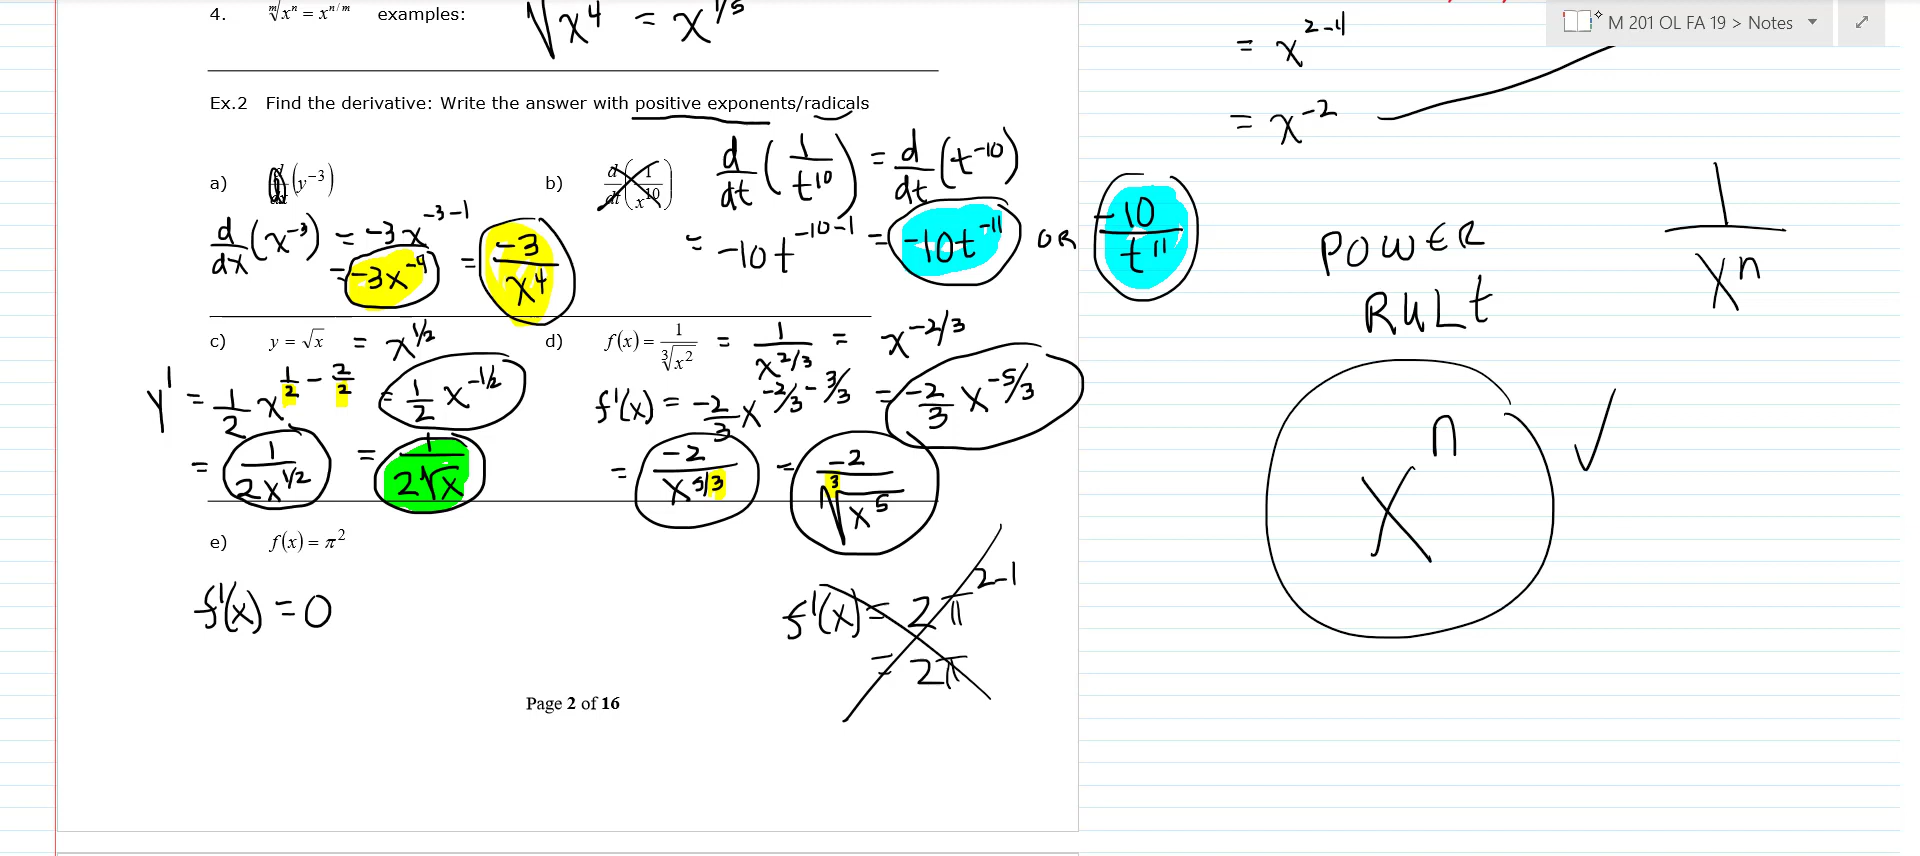 4. ᵐ√xⁿ = x^(n/m) examples: √x⁴ = x^(1/5)
Ex.2 Find the derivative: Write the answer with positive exponents/radicals
a) (y⁻³)
d/dx (x⁻³) = -3x^(-3-1)
= -3x⁻⁴ = -3/x⁴
b) d/dt (1/x¹⁰) d/dt (1/t¹⁰) = d/dt (t⁻¹⁰)
= -10t^(-10-1) = -10t⁻¹¹ OR -10/t¹¹
c) y = √x = x^(1/2)
y' = 1/2 x^(1/2 - 2/2) = 1/2 x^(-1/2)
= 1/(2x^(1/2)) = 1/(2√x)
d) f(x) = 1/∛x² = 1/x^(2/3) = x^(-2/3)
f'(x) = -2/3 x^(-2/3 - 3/3) = -2/3 x^(-5/3)
= -2/x^(5/3) = -2/∛x⁵
e) f(x) = π²
f'(x) = 0
f'(x) = 2π^(2-1)
= 2π
Page 2 of 16
= x^(2-4)
= x⁻²
M 201 OL FA 19 > Notes
POWER
RULE
1/xⁿ
xⁿ ✓